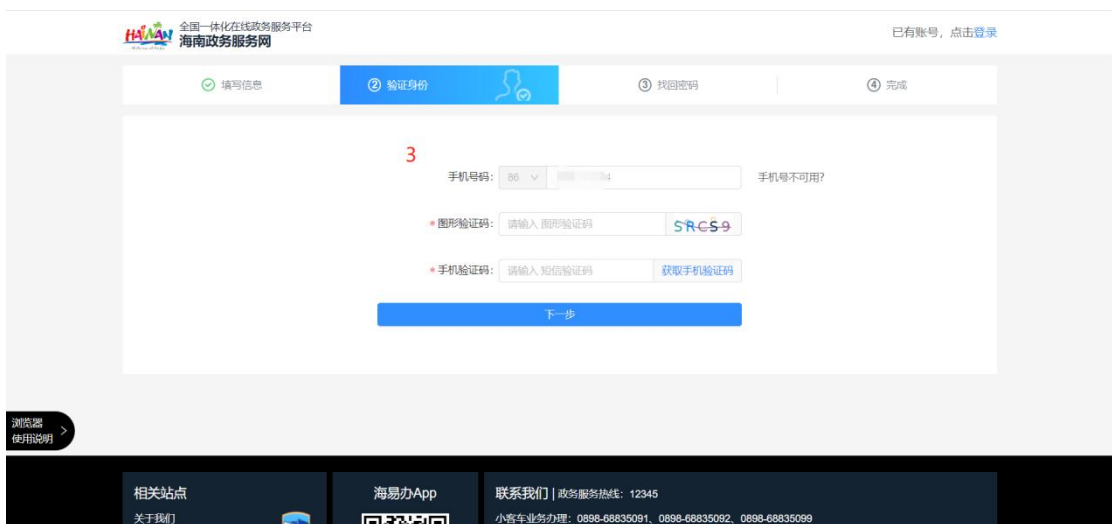 HAiNAN 全国一体化在线政务服务平台
海南政务服务网
已有账号，点击登录
填写信息
② 验证身份
③ 找回密码
④ 完成
3
手机号码: 86 4 手机号不可用?
*图形验证码: 请输入 图形验证码 SRCS9
*手机验证码: 请输入 短信验证码 获取手机验证码
下一步
浏览器
使用说明 >
相关站点 海易办App 联系我们 | 政务服务热线：12345
关于我们 小客车业务办理：0898-68835091、0898-68835092、0898-68835099